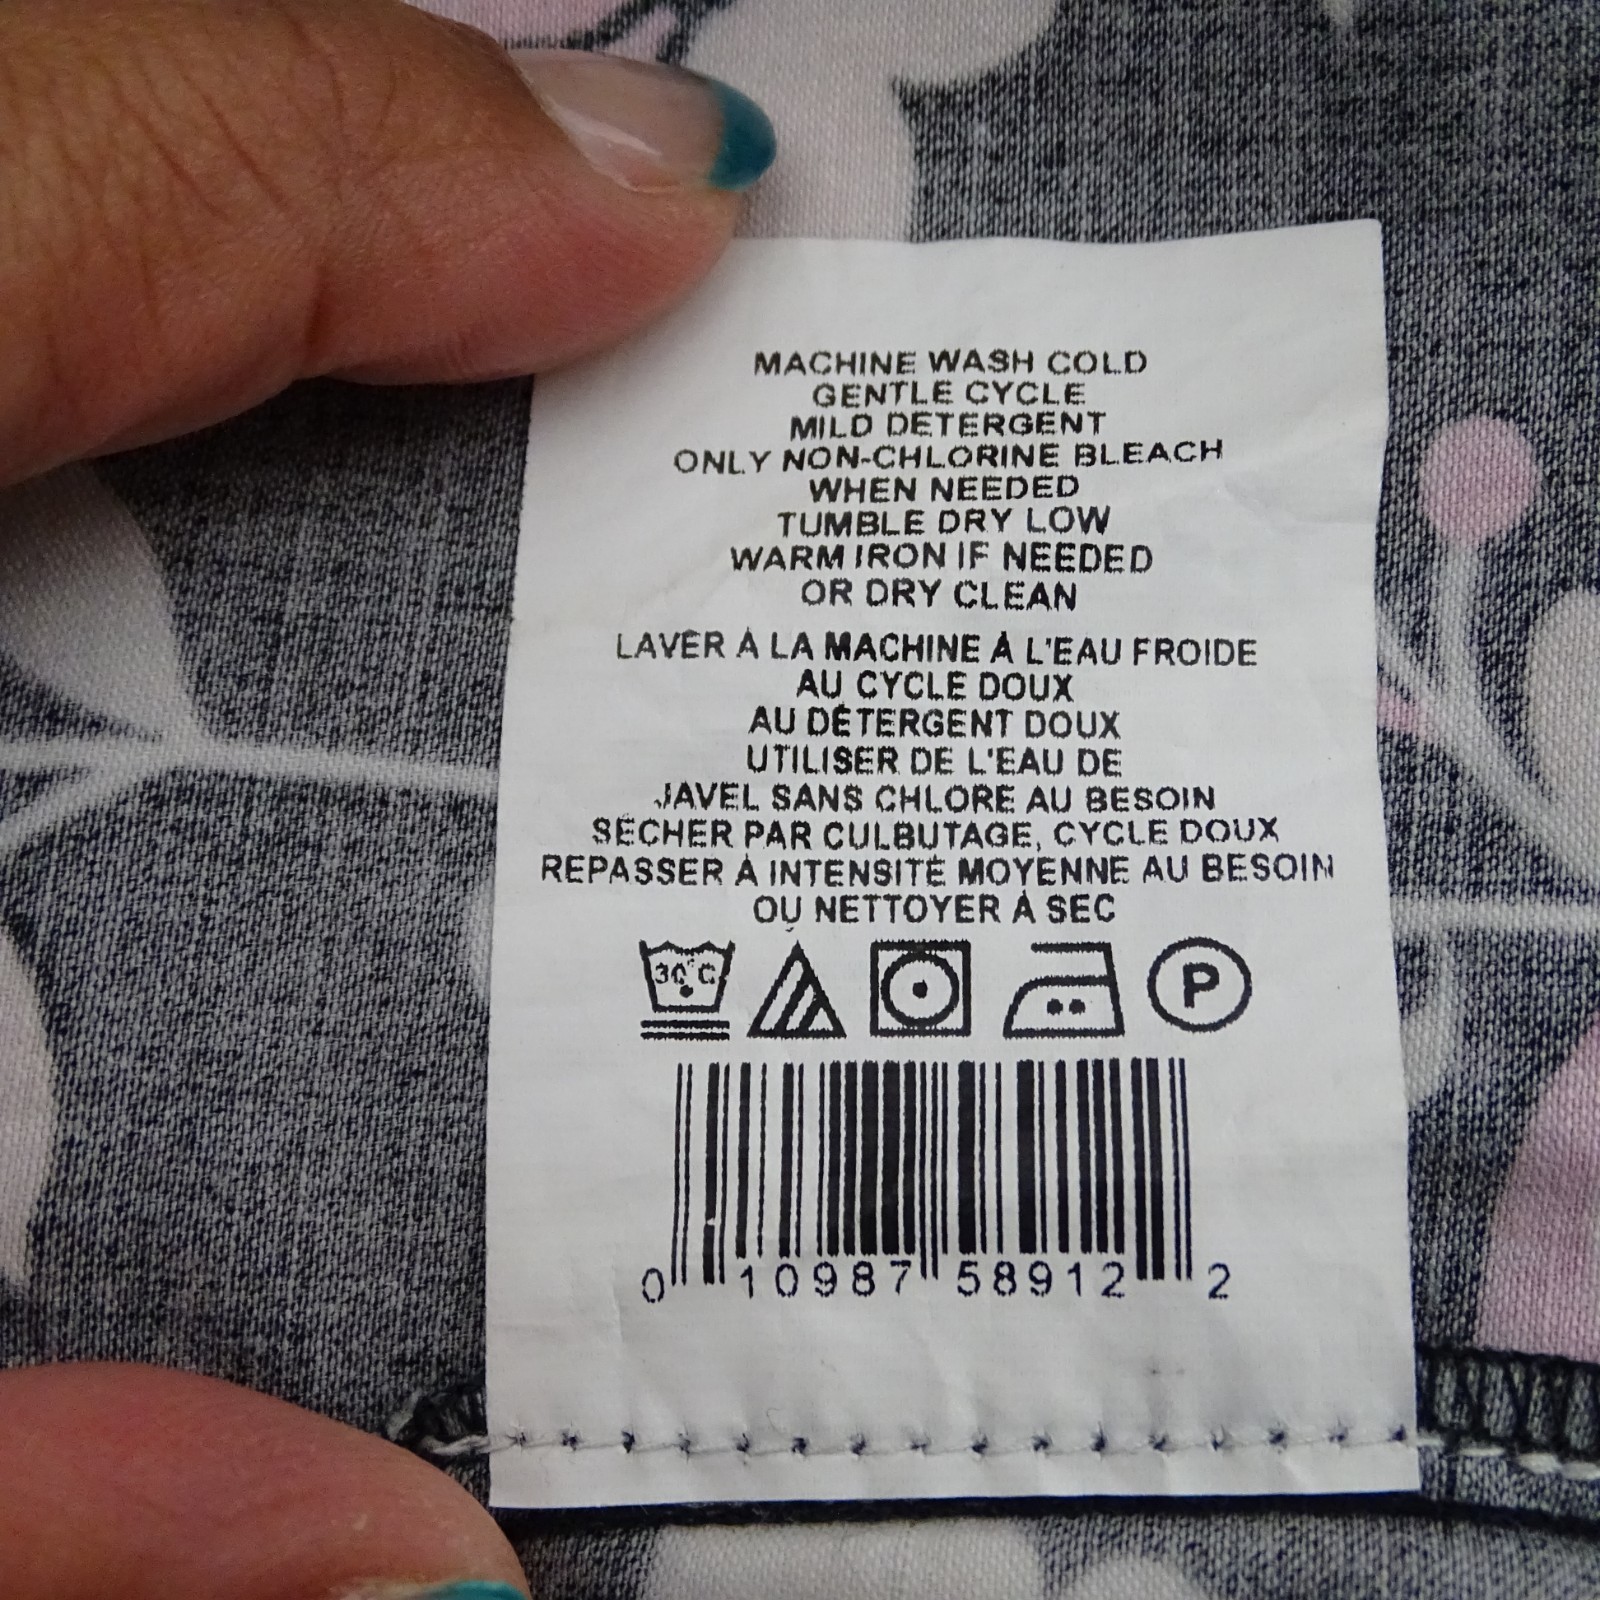 MACHINE WASH COLD
GENTLE CYCLE
MILD DETERGENT
ONLY NON-CHLORINE BLEACH
WHEN NEEDED
TUMBLE DRY LOW
WARM IRON IF NEEDED
OR DRY CLEAN
LAVER À LA MACHINE À L'EAU FROIDE
AU CYCLE DOUX
AU DÉTERGENT DOUX
UTILISER DE L'EAU DE
JAVEL SANS CHLORE AU BESOIN
SÉCHER PAR CULBUTAGE, CYCLE DOUX
REPASSER À INTENSITÉ MOYENNE AU BESOIN
OU NETTOYER À SEC
30°C P
0 10987 58912 2